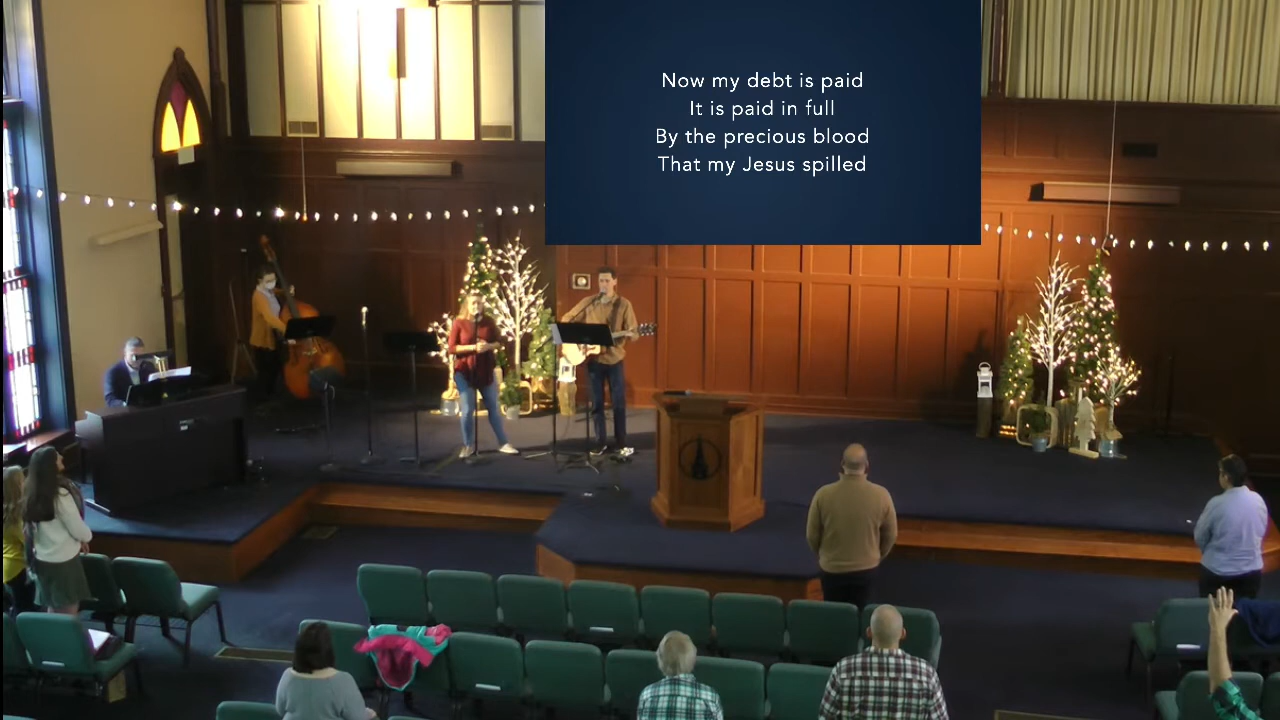 Now my debt is paid
It is paid in full
By the precious blood
That my Jesus spilled